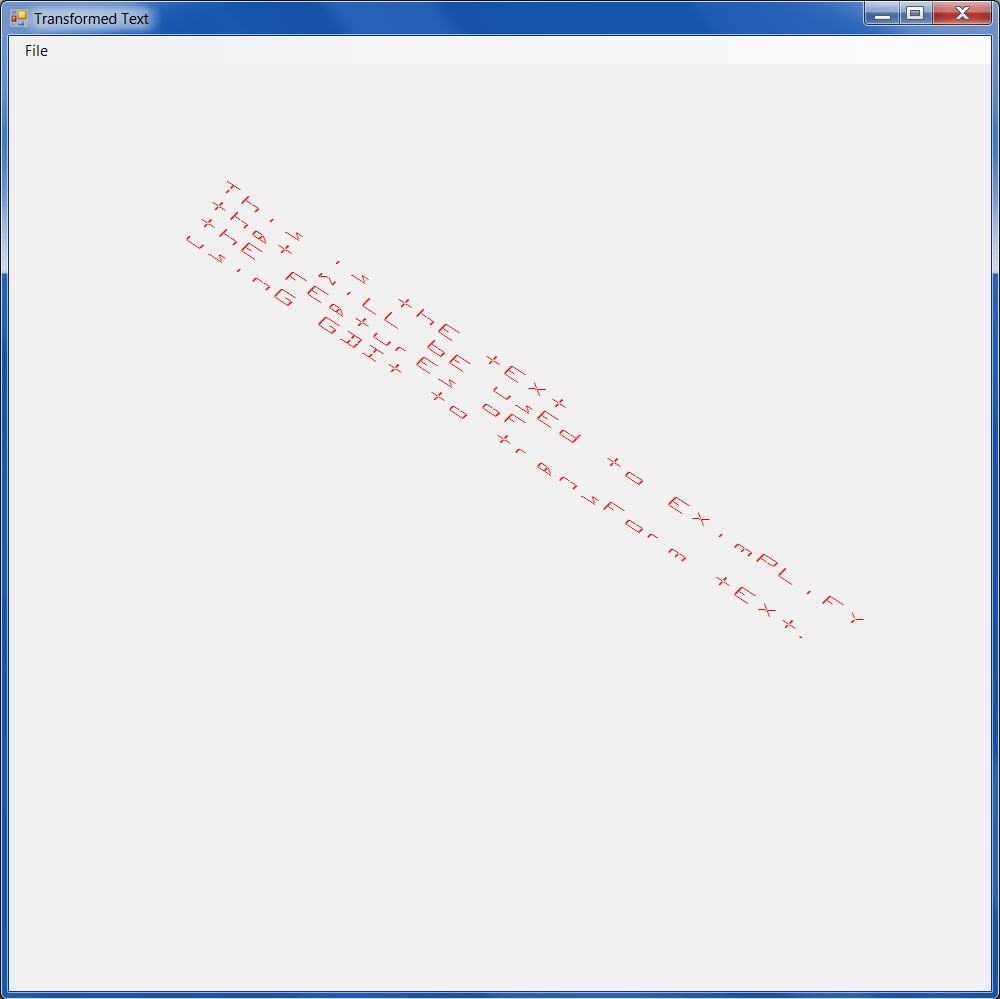 Transformed Text
File
This is the text
that will be used to eximplify
the features of
using GDI+ to transform text.